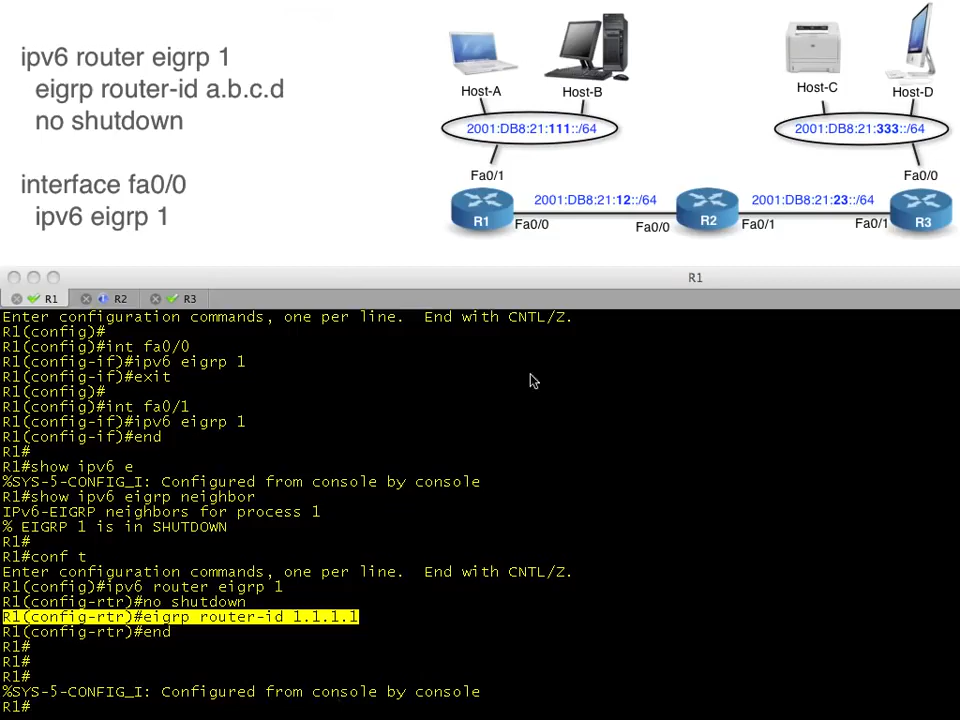 ipv6 router eigrp 1
eigrp router-id a.b.c.d
no shutdown
interface fa0/0
ipv6 eigrp 1
Host-A
Host-B
Host-C
Host-D
2001:DB8:21:111::/64
2001:DB8:21:333::/64
Fa0/1
Fa0/0
2001:DB8:21:12::/64
2001:DB8:21:23::/64
R1
R2
R3
Fa0/0
Fa0/0
Fa0/1
Fa0/1
R1
R1
R2
R3
Enter configuration commands, one per line.  End with CNTL/Z.
R1(config)#
R1(config)#int fa0/0
R1(config-if)#ipv6 eigrp 1
R1(config-if)#exit
R1(config)#
R1(config)#int fa0/1
R1(config-if)#ipv6 eigrp 1
R1(config-if)#end
R1#
R1#show ipv6 e
%SYS-5-CONFIG_I: Configured from console by console
R1#show ipv6 eigrp neighbor
IPv6-EIGRP neighbors for process 1
% EIGRP 1 is in SHUTDOWN
R1#
R1#conf t
Enter configuration commands, one per line.  End with CNTL/Z.
R1(config)#ipv6 router eigrp 1
R1(config-rtr)#no shutdown
R1(config-rtr)#eigrp router-id 1.1.1.1
R1(config-rtr)#end
R1#
R1#
R1#
%SYS-5-CONFIG_I: Configured from console by console
R1#